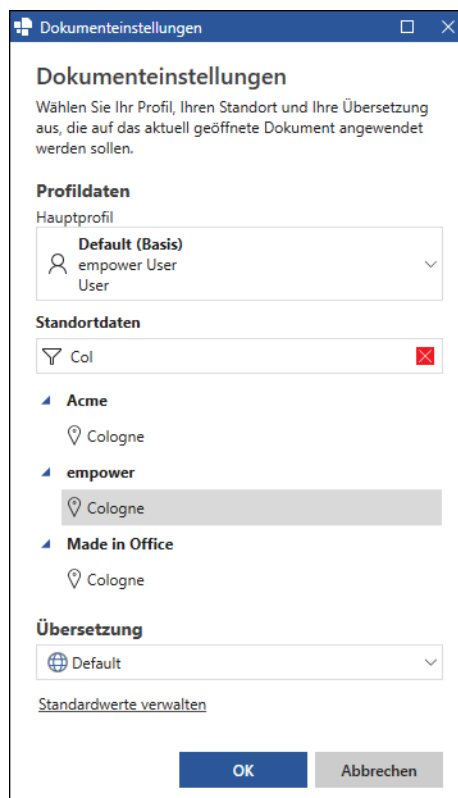 Dokumenteinstellungen
Dokumenteinstellungen
Wählen Sie Ihr Profil, Ihren Standort und Ihre Übersetzung
aus, die auf das aktuell geöffnete Dokument angewendet
werden sollen.
Profildaten
Hauptprofil
Default (Basis)
empower User
User
Standortdaten
Col
Acme
Cologne
empower
Cologne
Made in Office
Cologne
Übersetzung
Default
Standardwerte verwalten
OK Abbrechen